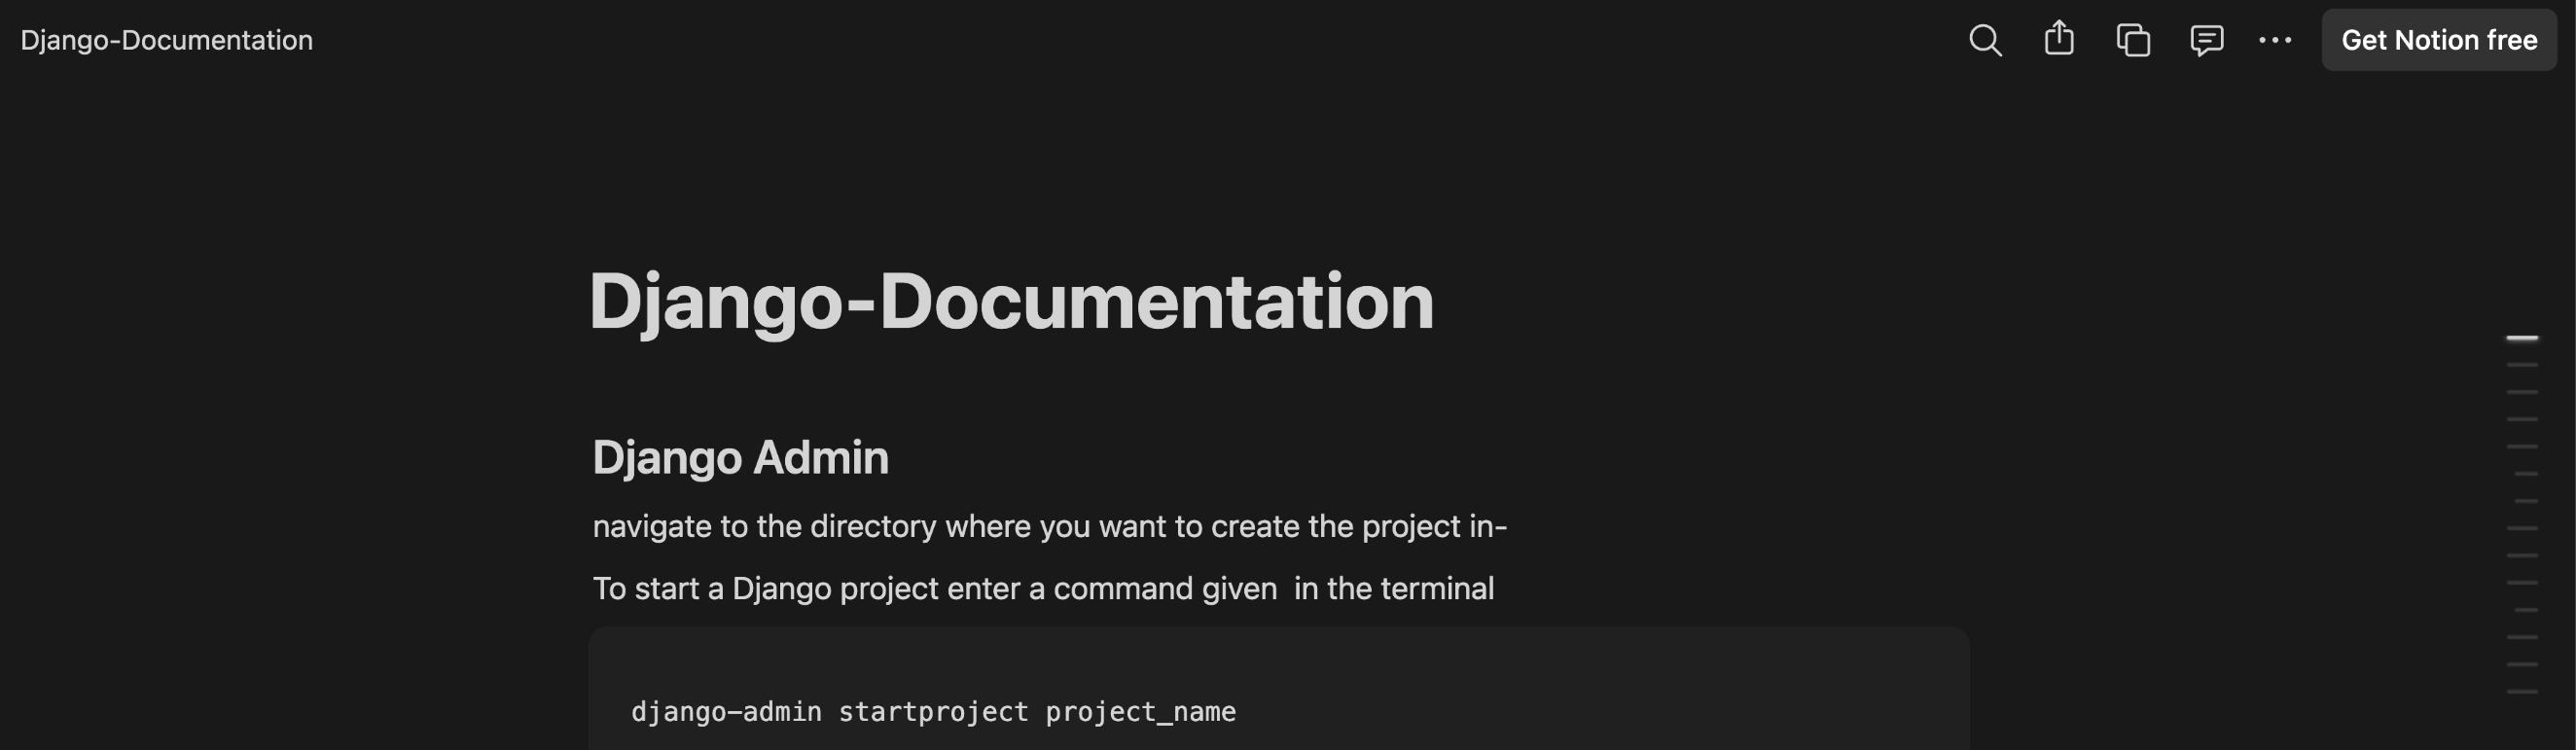 Django-Documentation
Get Notion free
Django-Documentation
Django Admin
navigate to the directory where you want to create the project in-
To start a Django project enter a command given  in the terminal
django-admin startproject project_name